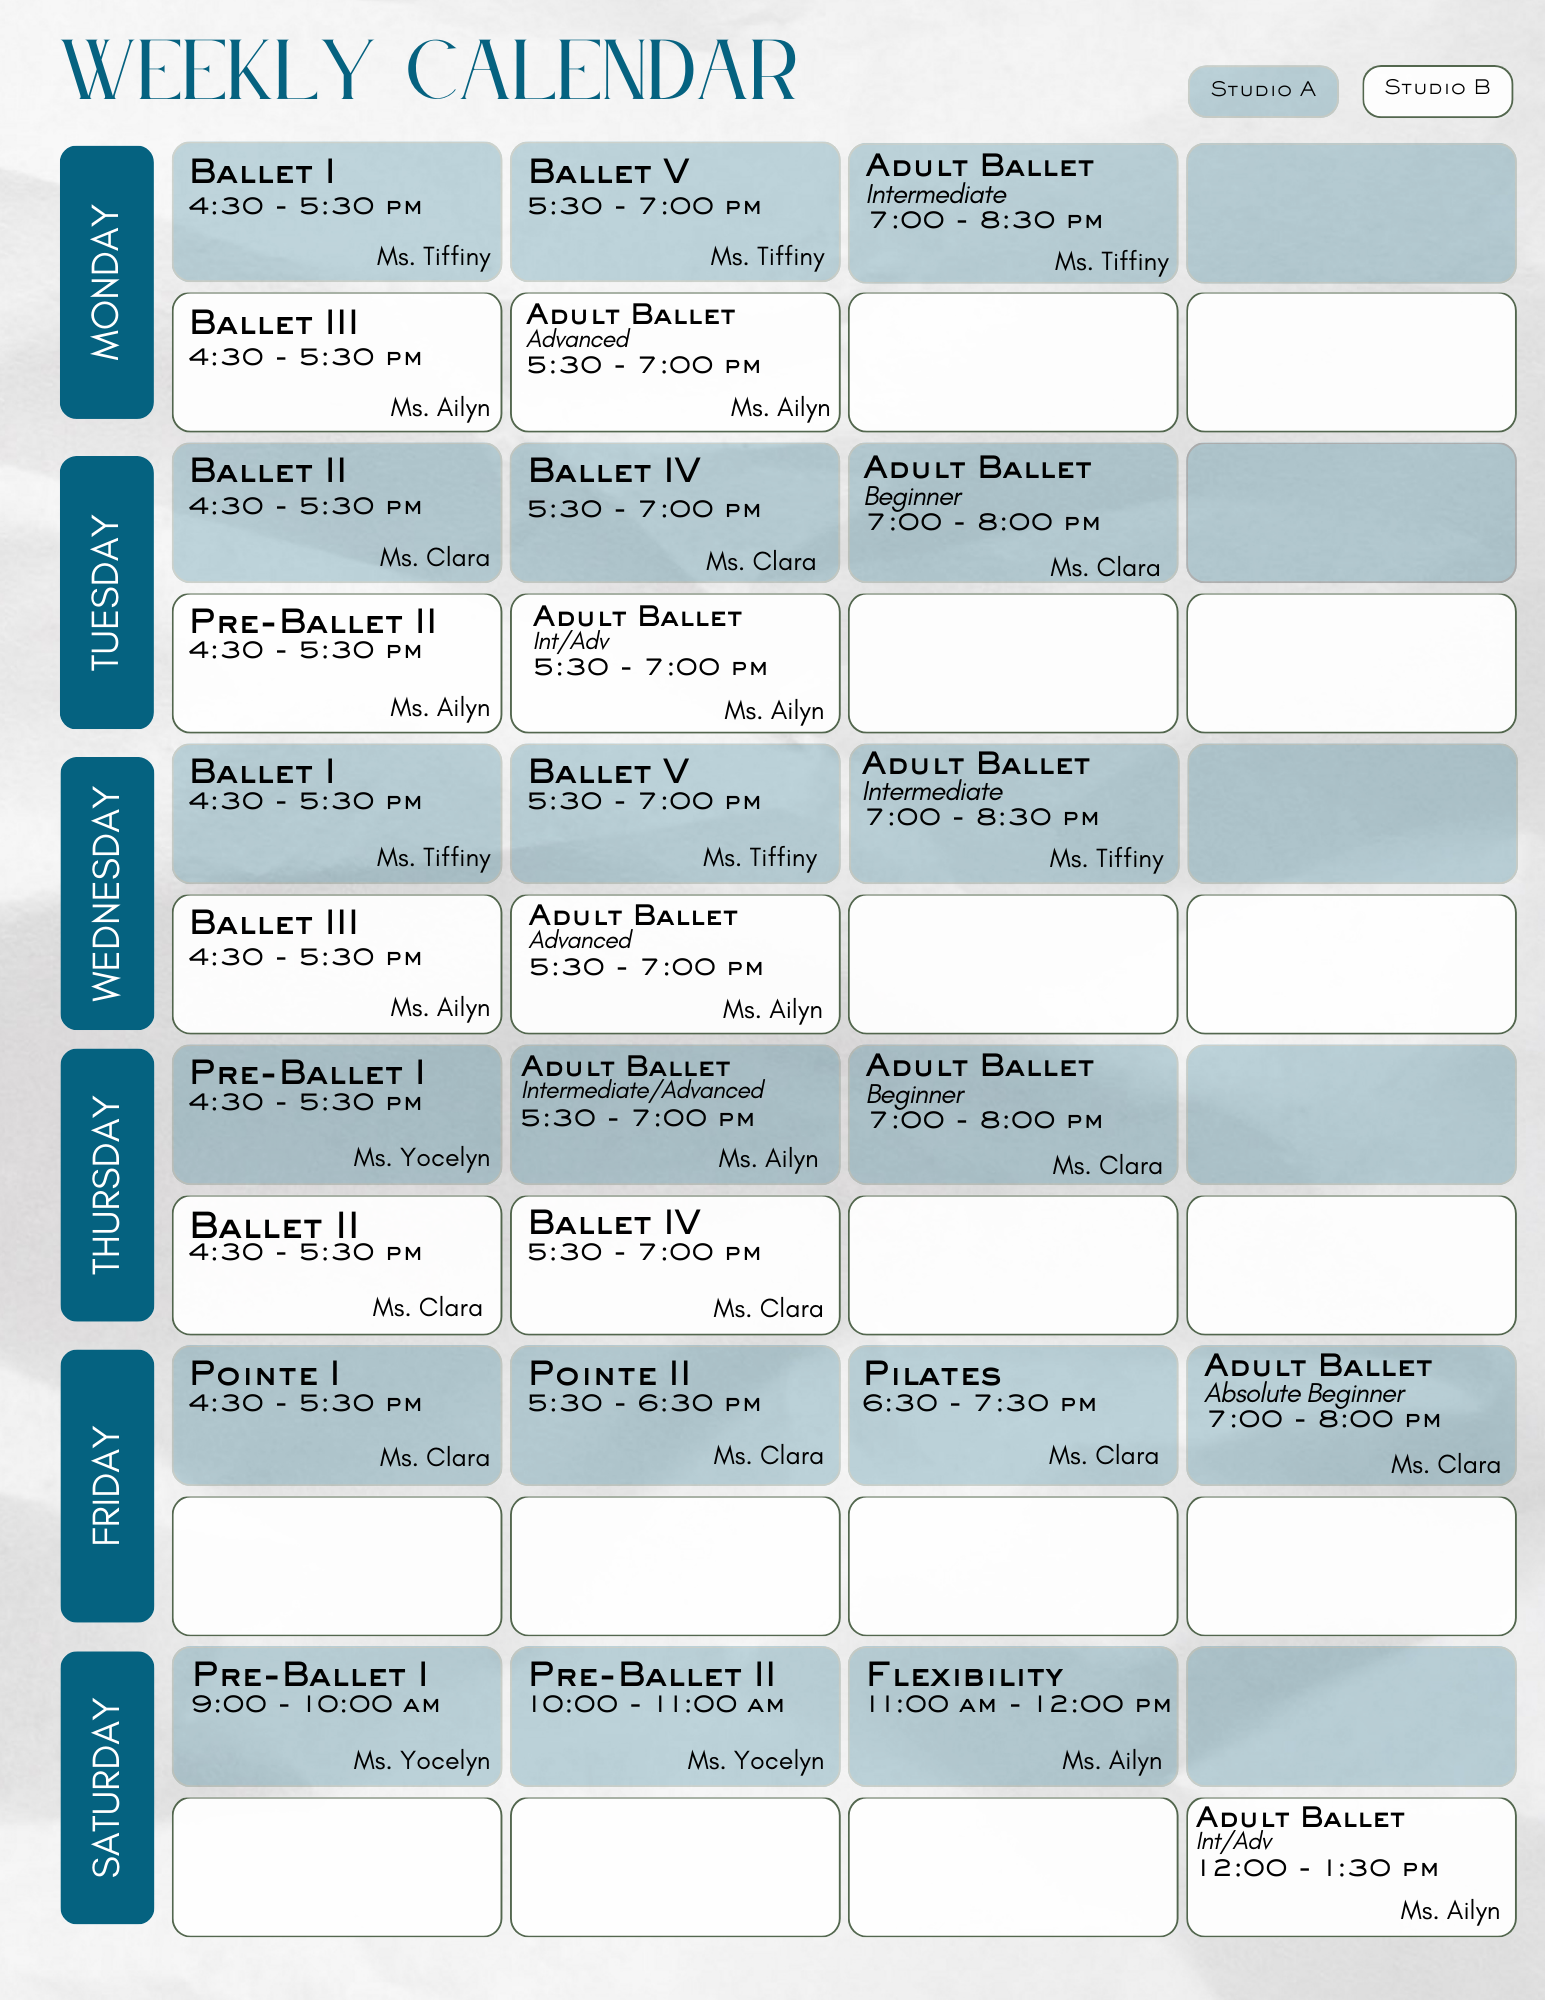 WEEKLY CALENDAR
Studio A
Studio B
MONDAY
Ballet I
4:30 - 5:30 pm
Ms. Tiffiny
Ballet V
5:30 - 7:00 pm
Ms. Tiffiny
Adult Ballet
Intermediate
7:00 - 8:30 pm
Ms. Tiffiny
Ballet III
4:30 - 5:30 pm
Ms. Ailyn
Adult Ballet
Advanced
5:30 - 7:00 pm
Ms. Ailyn
TUESDAY
Ballet II
4:30 - 5:30 pm
Ms. Clara
Ballet IV
5:30 - 7:00 pm
Ms. Clara
Adult Ballet
Beginner
7:00 - 8:00 pm
Ms. Clara
Pre-Ballet II
4:30 - 5:30 pm
Ms. Ailyn
Adult Ballet
Int/Adv
5:30 - 7:00 pm
Ms. Ailyn
WEDNESDAY
Ballet I
4:30 - 5:30 pm
Ms. Tiffiny
Ballet V
5:30 - 7:00 pm
Ms. Tiffiny
Adult Ballet
Intermediate
7:00 - 8:30 pm
Ms. Tiffiny
Ballet III
4:30 - 5:30 pm
Ms. Ailyn
Adult Ballet
Advanced
5:30 - 7:00 pm
Ms. Ailyn
THURSDAY
Pre-Ballet I
4:30 - 5:30 pm
Ms. Yocelyn
Adult Ballet
Intermediate/Advanced
5:30 - 7:00 pm
Ms. Ailyn
Adult Ballet
Beginner
7:00 - 8:00 pm
Ms. Clara
Ballet II
4:30 - 5:30 pm
Ms. Clara
Ballet IV
5:30 - 7:00 pm
Ms. Clara
FRIDAY
Pointe I
4:30 - 5:30 pm
Ms. Clara
Pointe II
5:30 - 6:30 pm
Ms. Clara
Pilates
6:30 - 7:30 pm
Ms. Clara
Adult Ballet
Absolute Beginner
7:00 - 8:00 pm
Ms. Clara
SATURDAY
Pre-Ballet I
9:00 - 10:00 am
Ms. Yocelyn
Pre-Ballet II
10:00 - 11:00 am
Ms. Yocelyn
Flexibility
11:00 am - 12:00 pm
Ms. Ailyn
Adult Ballet
Int/Adv
12:00 - 1:30 pm
Ms. Ailyn